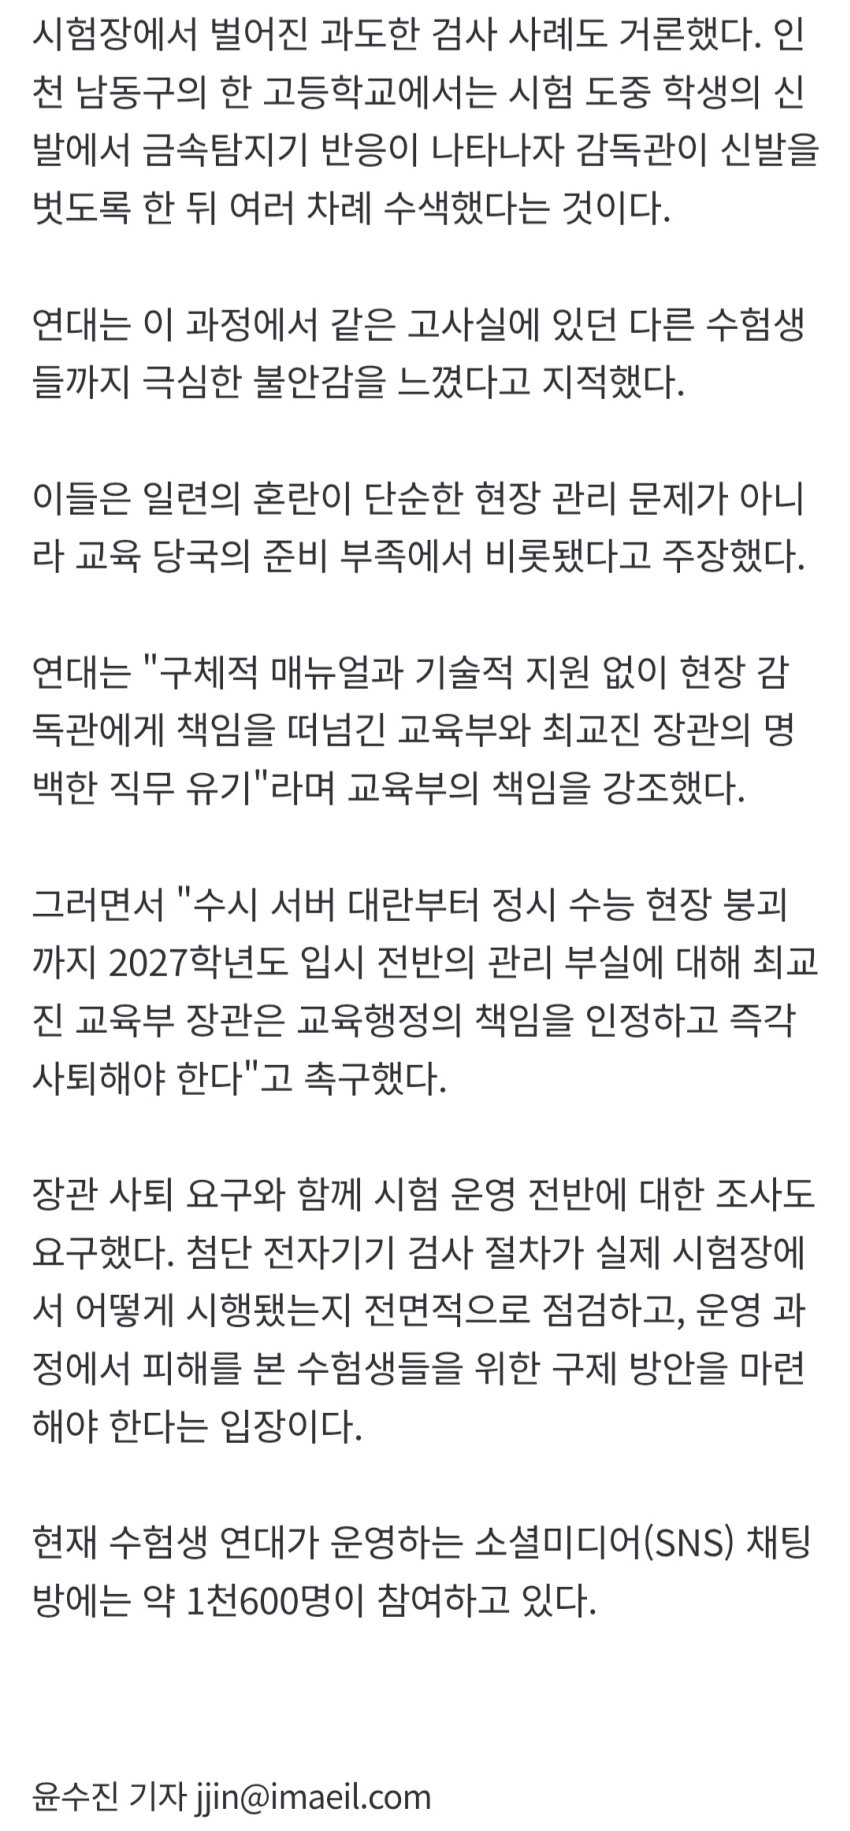 시험장에서 벌어진 과도한 검사 사례도 거론했다. 인
천 남동구의 한 고등학교에서는 시험 도중 학생의 신
발에서 금속탐지기 반응이 나타나자 감독관이 신발을
벗도록 한 뒤 여러 차례 수색했다는 것이다.
연대는 이 과정에서 같은 고사실에 있던 다른 수험생
들까지 극심한 불안감을 느꼈다고 지적했다.
이들은 일련의 혼란이 단순한 현장 관리 문제가 아니
라 교육 당국의 준비 부족에서 비롯됐다고 주장했다.
연대는 "구체적 매뉴얼과 기술적 지원 없이 현장 감
독관에게 책임을 떠넘긴 교육부와 최교진 장관의 명
백한 직무 유기"라며 교육부의 책임을 강조했다.
그러면서 "수시 서버 대란부터 정시 수능 현장 붕괴
까지 2027학년도 입시 전반의 관리 부실에 대해 최교
진 교육부 장관은 교육행정의 책임을 인정하고 즉각
사퇴해야 한다"고 촉구했다.
장관 사퇴 요구와 함께 시험 운영 전반에 대한 조사도
요구했다. 첨단 전자기기 검사 절차가 실제 시험장에
서 어떻게 시행됐는지 전면적으로 점검하고, 운영 과
정에서 피해를 본 수험생들을 위한 구제 방안을 마련
해야 한다는 입장이다.
현재 수험생 연대가 운영하는 소셜미디어(SNS) 채팅
방에는 약 1천600명이 참여하고 있다.
윤수진 기자 jjin@imaeil.com